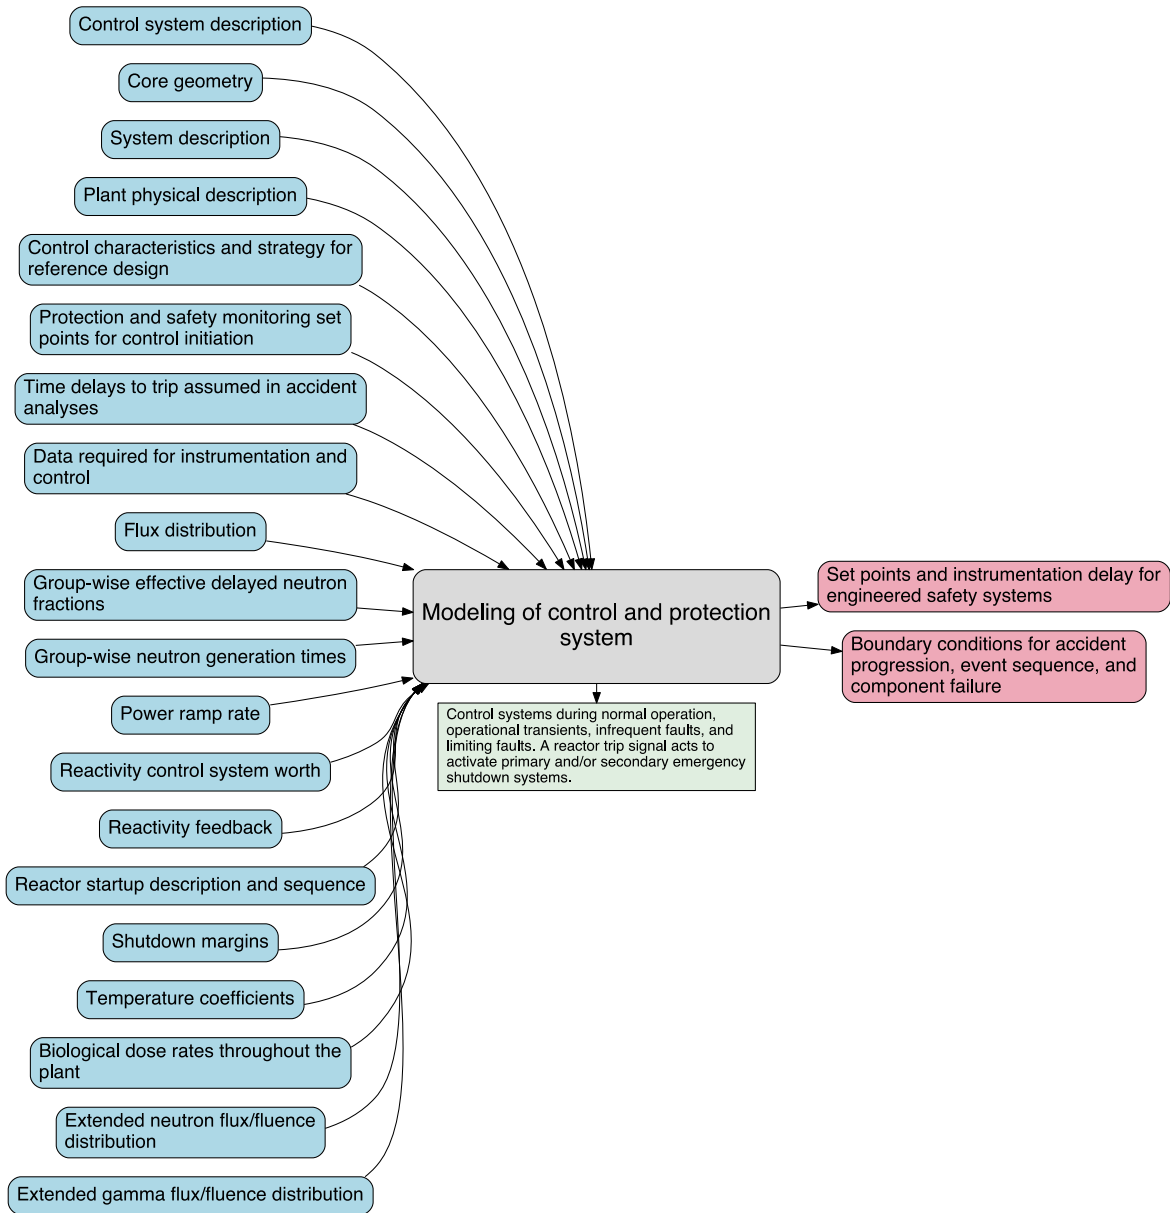 Control system description
Core geometry
System description
Plant physical description
Control characteristics and strategy for
reference design
Protection and safety monitoring set
points for control initiation
Time delays to trip assumed in accident
analyses
Data required for instrumentation and
control
Flux distribution
Group-wise effective delayed neutron
fractions
Group-wise neutron generation times
Power ramp rate
Reactivity control system worth
Reactivity feedback
Reactor startup description and sequence
Shutdown margins
Temperature coefficients
Biological dose rates throughout the
plant
Extended neutron flux/fluence
distribution
Extended gamma flux/fluence distribution
Modeling of control and protection
system
Control systems during normal operation,
operational transients, infrequent faults, and
limiting faults. A reactor trip signal acts to
activate primary and/or secondary emergency
shutdown systems.
Set points and instrumentation delay for
engineered safety systems
Boundary conditions for accident
progression, event sequence, and
component failure